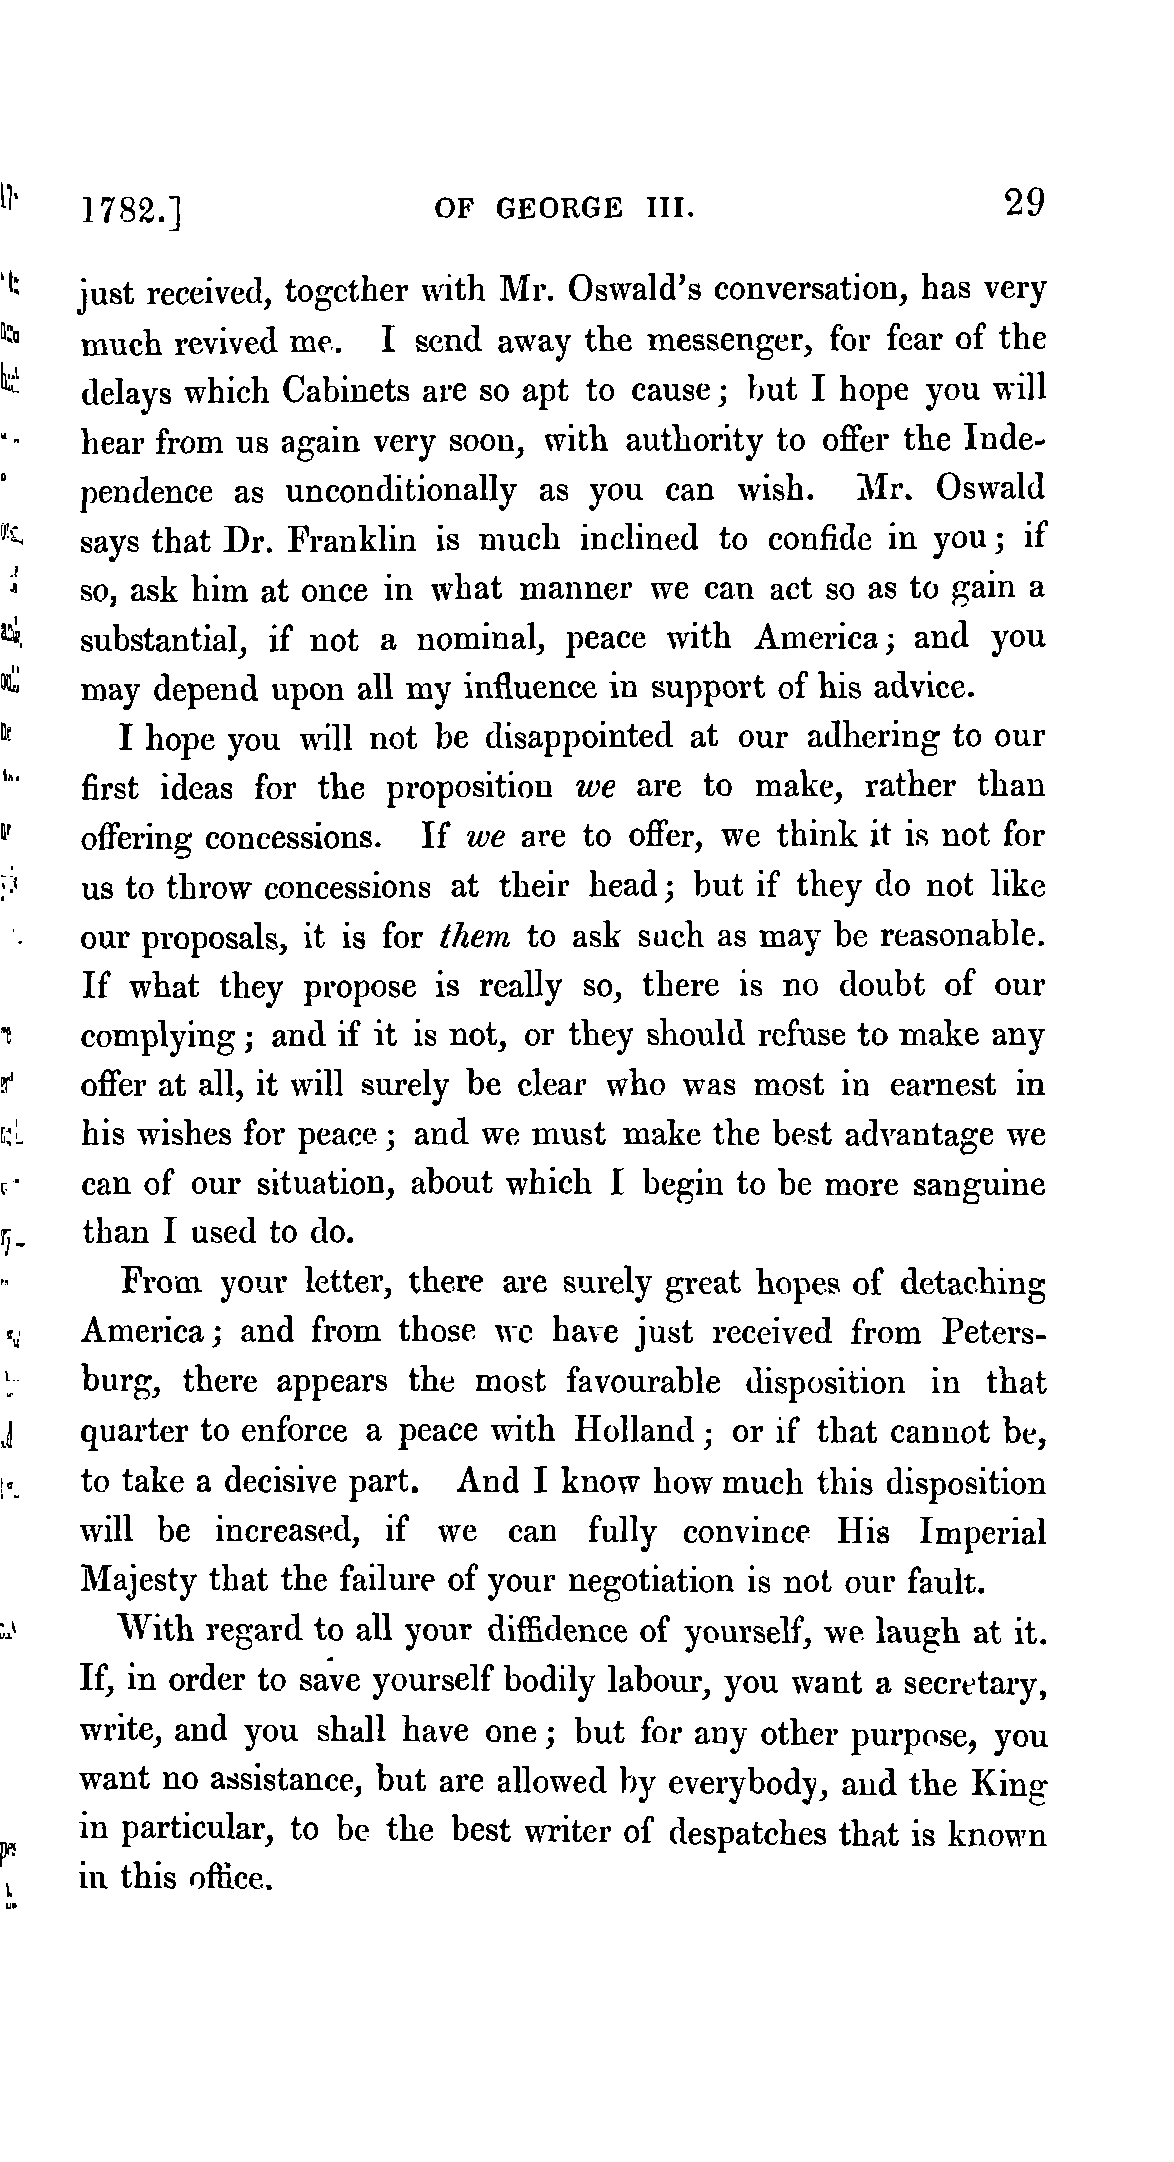 1782.] OF GEORGE III. 29
just received, together with Mr. Oswald's conversation, has very
much revived me. I send away the messenger, for fear of the
delays which Cabinets are so apt to cause; but I hope you will
hear from us again very soon, with authority to offer the Inde-
pendence as unconditionally as you can wish. Mr. Oswald
says that Dr. Franklin is much inclined to confide in you; if
so, ask him at once in what manner we can act so as to gain a
substantial, if not a nominal, peace with America; and you
may depend upon all my influence in support of his advice.
I hope you will not be disappointed at our adhering to our
first ideas for the proposition we are to make, rather than
offering concessions. If we are to offer, we think it is not for
us to throw concessions at their head; but if they do not like
our proposals, it is for them to ask such as may be reasonable.
If what they propose is really so, there is no doubt of our
complying; and if it is not, or they should refuse to make any
offer at all, it will surely be clear who was most in earnest in
his wishes for peace; and we must make the best advantage we
can of our situation, about which I begin to be more sanguine
than I used to do.
From your letter, there are surely great hopes of detaching
America; and from those we have just received from Peters-
burg, there appears the most favourable disposition in that
quarter to enforce a peace with Holland; or if that cannot be,
to take a decisive part. And I know how much this disposition
will be increased, if we can fully convince His Imperial
Majesty that the failure of your negotiation is not our fault.
With regard to all your diffidence of yourself, we laugh at it.
If, in order to save yourself bodily labour, you want a secretary,
write, and you shall have one; but for any other purpose, you
want no assistance, but are allowed by everybody, and the King
in particular, to be the best writer of despatches that is known
in this office.